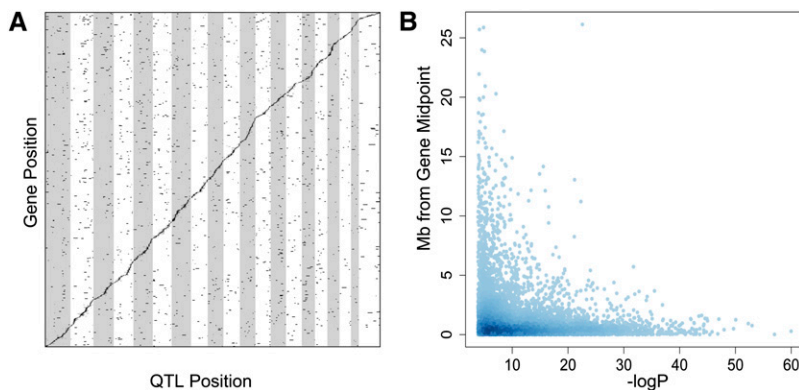 A
Gene Position
QTL Position
B
Mb from Gene Midpoint
25
20
15
10
5
0
10 20 30 40 50 60
-logP